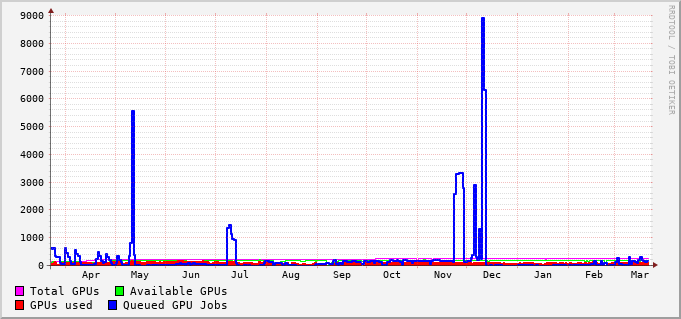 9000
8000
7000
6000
5000
4000
3000
2000
1000
0
Apr May Jun Jul Aug Sep Oct Nov Dec Jan Feb Mar
Total GPUs Available GPUs
GPUs used Queued GPU Jobs
RRDTOOL / TOBI OETIKER